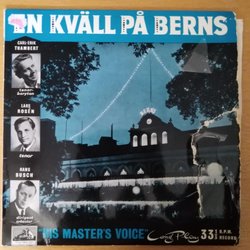 EN KVÄLL PÅ BERNS
CARL-ERIK
THAMBERT
tenor-
baryton
LARS
ROSÉN
tenor
HANS
BUSCH
dirigent
"HIS MASTER'S VOICE"
Long Play
33⅓ R.P.M.
RECORD